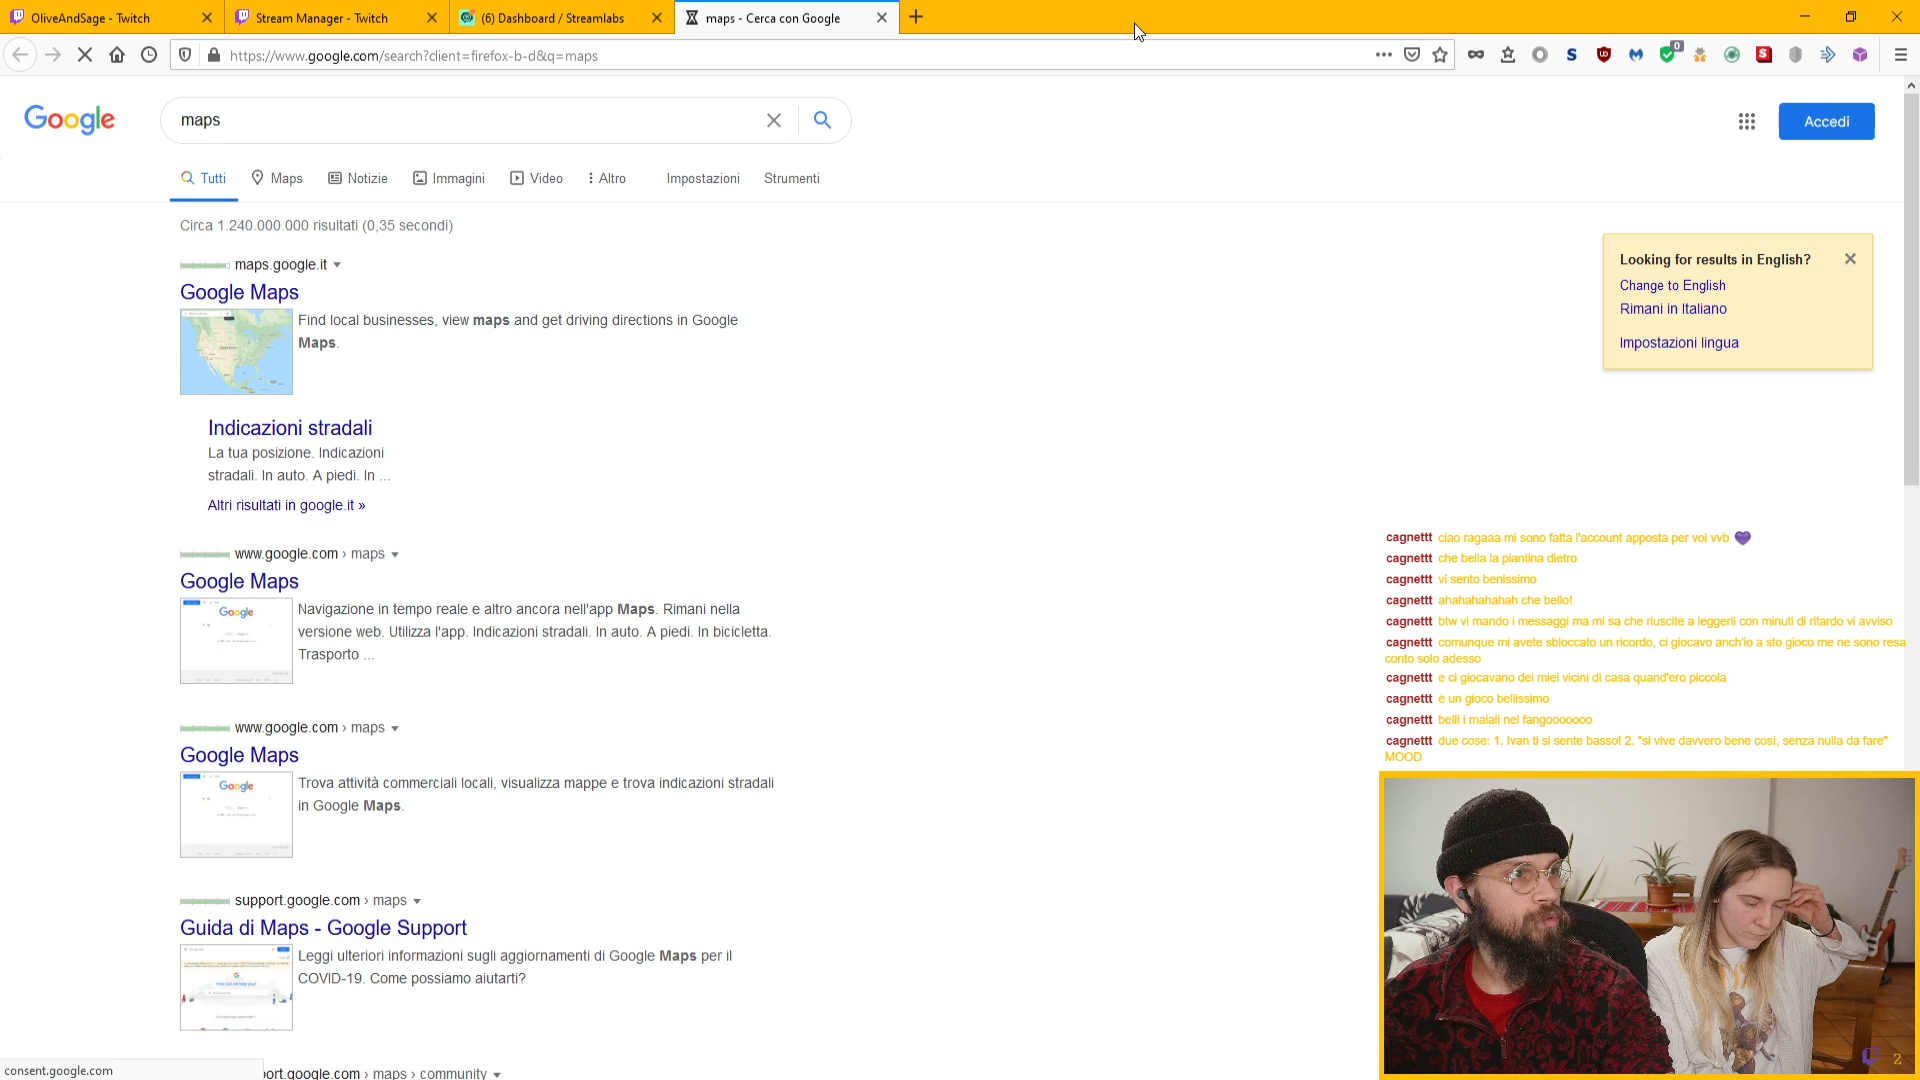 OliveAndSage - Twitch
Stream Manager - Twitch
(6) Dashboard / Streamlabs
maps - Cerca con Google
https://www.google.com/search?client=firefox-b-d&q=maps
0
Google
maps
Accedi
Tutti
Maps
Notizie
Immagini
Video
Altro
Impostazioni
Strumenti
Circa 1.240.000.000 risultati (0,35 secondi)
maps.google.it
Google Maps
Find local businesses, view maps and get driving directions in Google
Maps.
Indicazioni stradali
La tua posizione. Indicazioni
stradali. In auto. A piedi. In ...
Altri risultati in google.it »
www.google.com › maps
Google Maps
Google
Navigazione in tempo reale e altro ancora nell'app Maps. Rimani nella
versione web. Utilizza l'app. Indicazioni stradali. In auto. A piedi. In bicicletta.
Trasporto ...
www.google.com › maps
Google Maps
Google
Trova attività commerciali locali, visualizza mappe e trova indicazioni stradali
in Google Maps.
support.google.com › maps
Guida di Maps - Google Support
Leggi ulteriori informazioni sugli aggiornamenti di Google Maps per il
COVID-19. Come possiamo aiutarti?
consent.google.com
port.google.com › maps › community
Looking for results in English?
Change to English
Rimani in Italiano
Impostazioni lingua
cagnettt ciao ragaaa mi sono fatta l'account apposta per voi vvb
cagnettt che bella la piantina dietro
cagnettt vi sento benissimo
cagnettt ahahahahahah che bello!
cagnettt btw vi mando i messaggi ma mi sa che riuscite a leggerli con minuti di ritardo vi avviso
cagnettt comunque mi avete sbloccato un ricordo, ci giocavo anch'io a sto gioco me ne sono resa
conto solo adesso
cagnettt e ci giocavano dei miei vicini di casa quand'ero piccola
cagnettt è un gioco bellissimo
cagnettt belli i maiali nel fangooooooo
cagnettt due cose: 1. Ivan ti si sente basso! 2. "si vive davvero bene così, senza nulla da fare"
MOOD
2